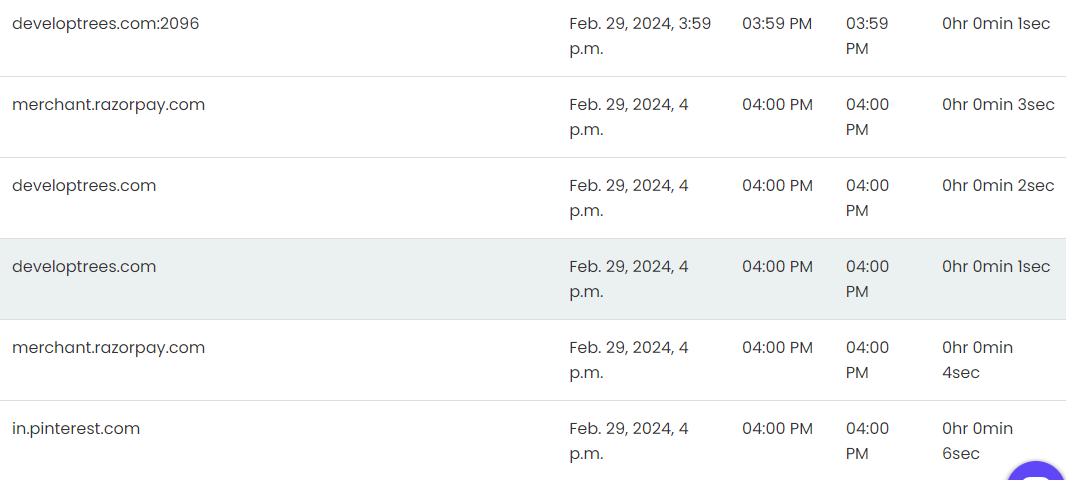 developtrees.com:2096 Feb. 29, 2024, 3:59 03:59 PM 03:59 0hr 0min 1sec
p.m. PM
merchant.razorpay.com Feb. 29, 2024, 4 04:00 PM 04:00 0hr 0min 3sec
p.m. PM
developtrees.com Feb. 29, 2024, 4 04:00 PM 04:00 0hr 0min 2sec
p.m. PM
developtrees.com Feb. 29, 2024, 4 04:00 PM 04:00 0hr 0min 1sec
p.m. PM
merchant.razorpay.com Feb. 29, 2024, 4 04:00 PM 04:00 0hr 0min
p.m. PM 4sec
in.pinterest.com Feb. 29, 2024, 4 04:00 PM 04:00 0hr 0min
p.m. PM 6sec